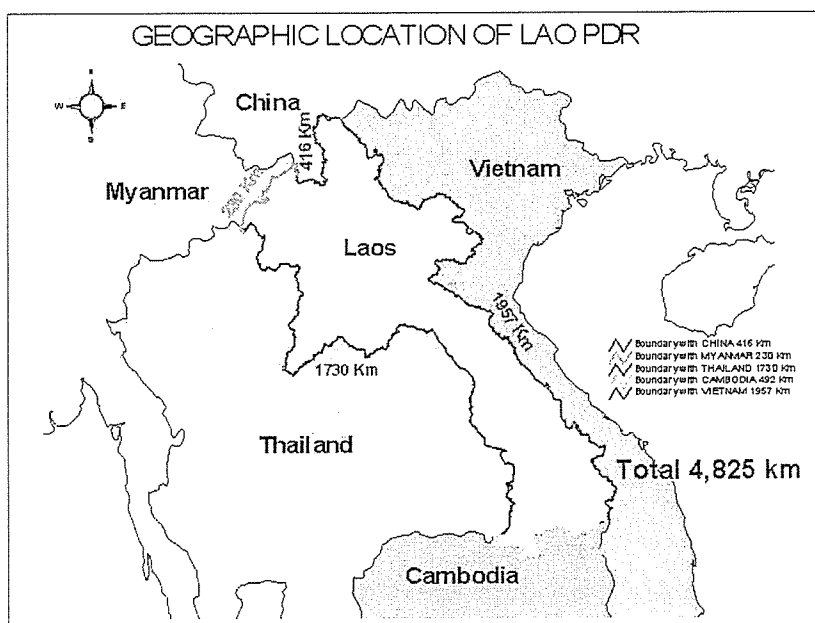 GEOGRAPHIC LOCATION OF LAO PDR
N
W E
S
China
416 Km
Vietnam
Myanmar
230 Km
Laos
1957 Km
Boundary with CHINA 416 Km
Boundary with MYANMAR 230 Km
Boundary with THAILAND 1730 Km
Boundary with CAMBODIA 492 Km
Boundary with VIETNAM 1957 Km
1730 Km
Thailand
Total 4,825 km
Cambodia